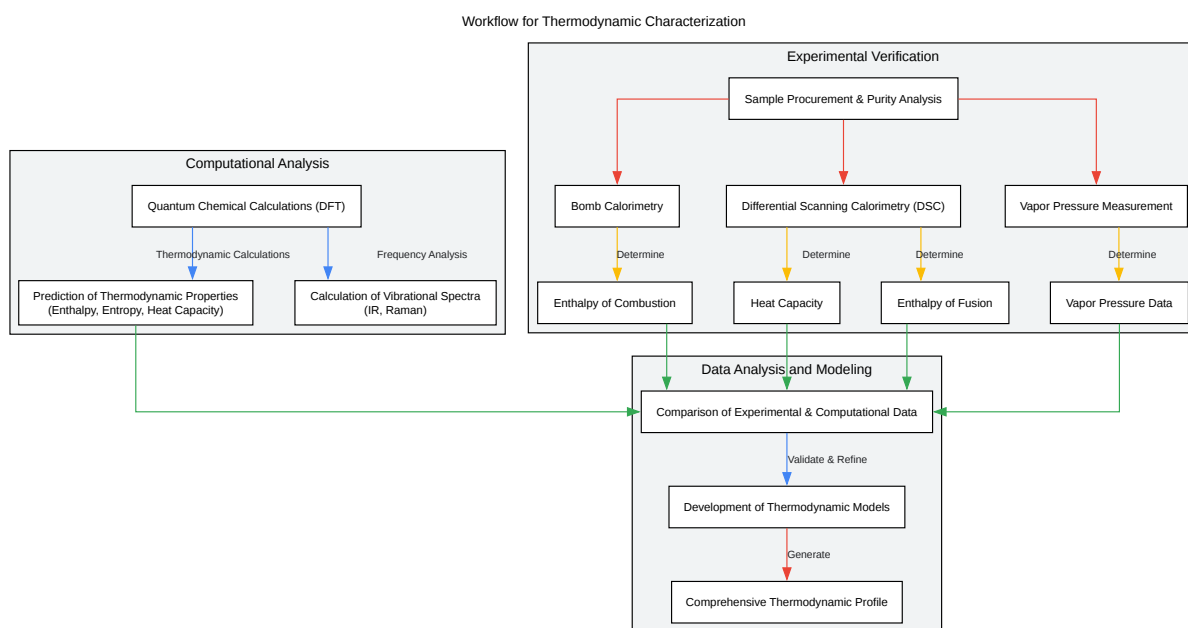 Workflow for Thermodynamic Characterization
Experimental Verification
Sample Procurement & Purity Analysis
Computational Analysis
Quantum Chemical Calculations (DFT)
Bomb Calorimetry
Differential Scanning Calorimetry (DSC)
Vapor Pressure Measurement
Thermodynamic Calculations
Frequency Analysis
Determine
Determine
Determine
Determine
Prediction of Thermodynamic Properties
(Enthalpy, Entropy, Heat Capacity)
Calculation of Vibrational Spectra
(IR, Raman)
Enthalpy of Combustion
Heat Capacity
Enthalpy of Fusion
Vapor Pressure Data
Data Analysis and Modeling
Comparison of Experimental & Computational Data
Validate & Refine
Development of Thermodynamic Models
Generate
Comprehensive Thermodynamic Profile